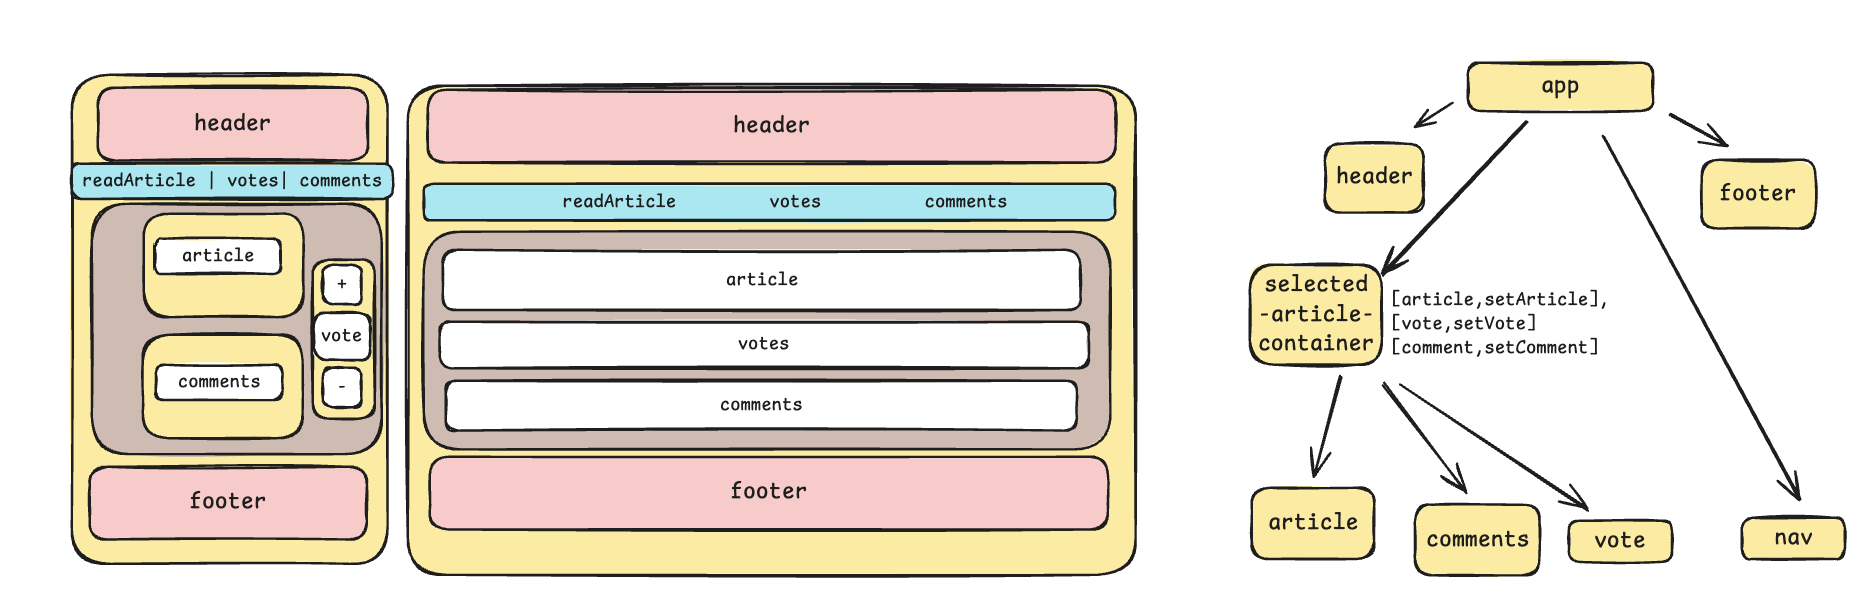 header
readArticle | votes| comments
article
+
vote
-
comments
footer
header
readArticle votes comments
article
votes
comments
footer
app
header
footer
selected
-article-
container
[article,setArticle],
[vote,setVote]
[comment,setComment]
article
comments
vote
nav